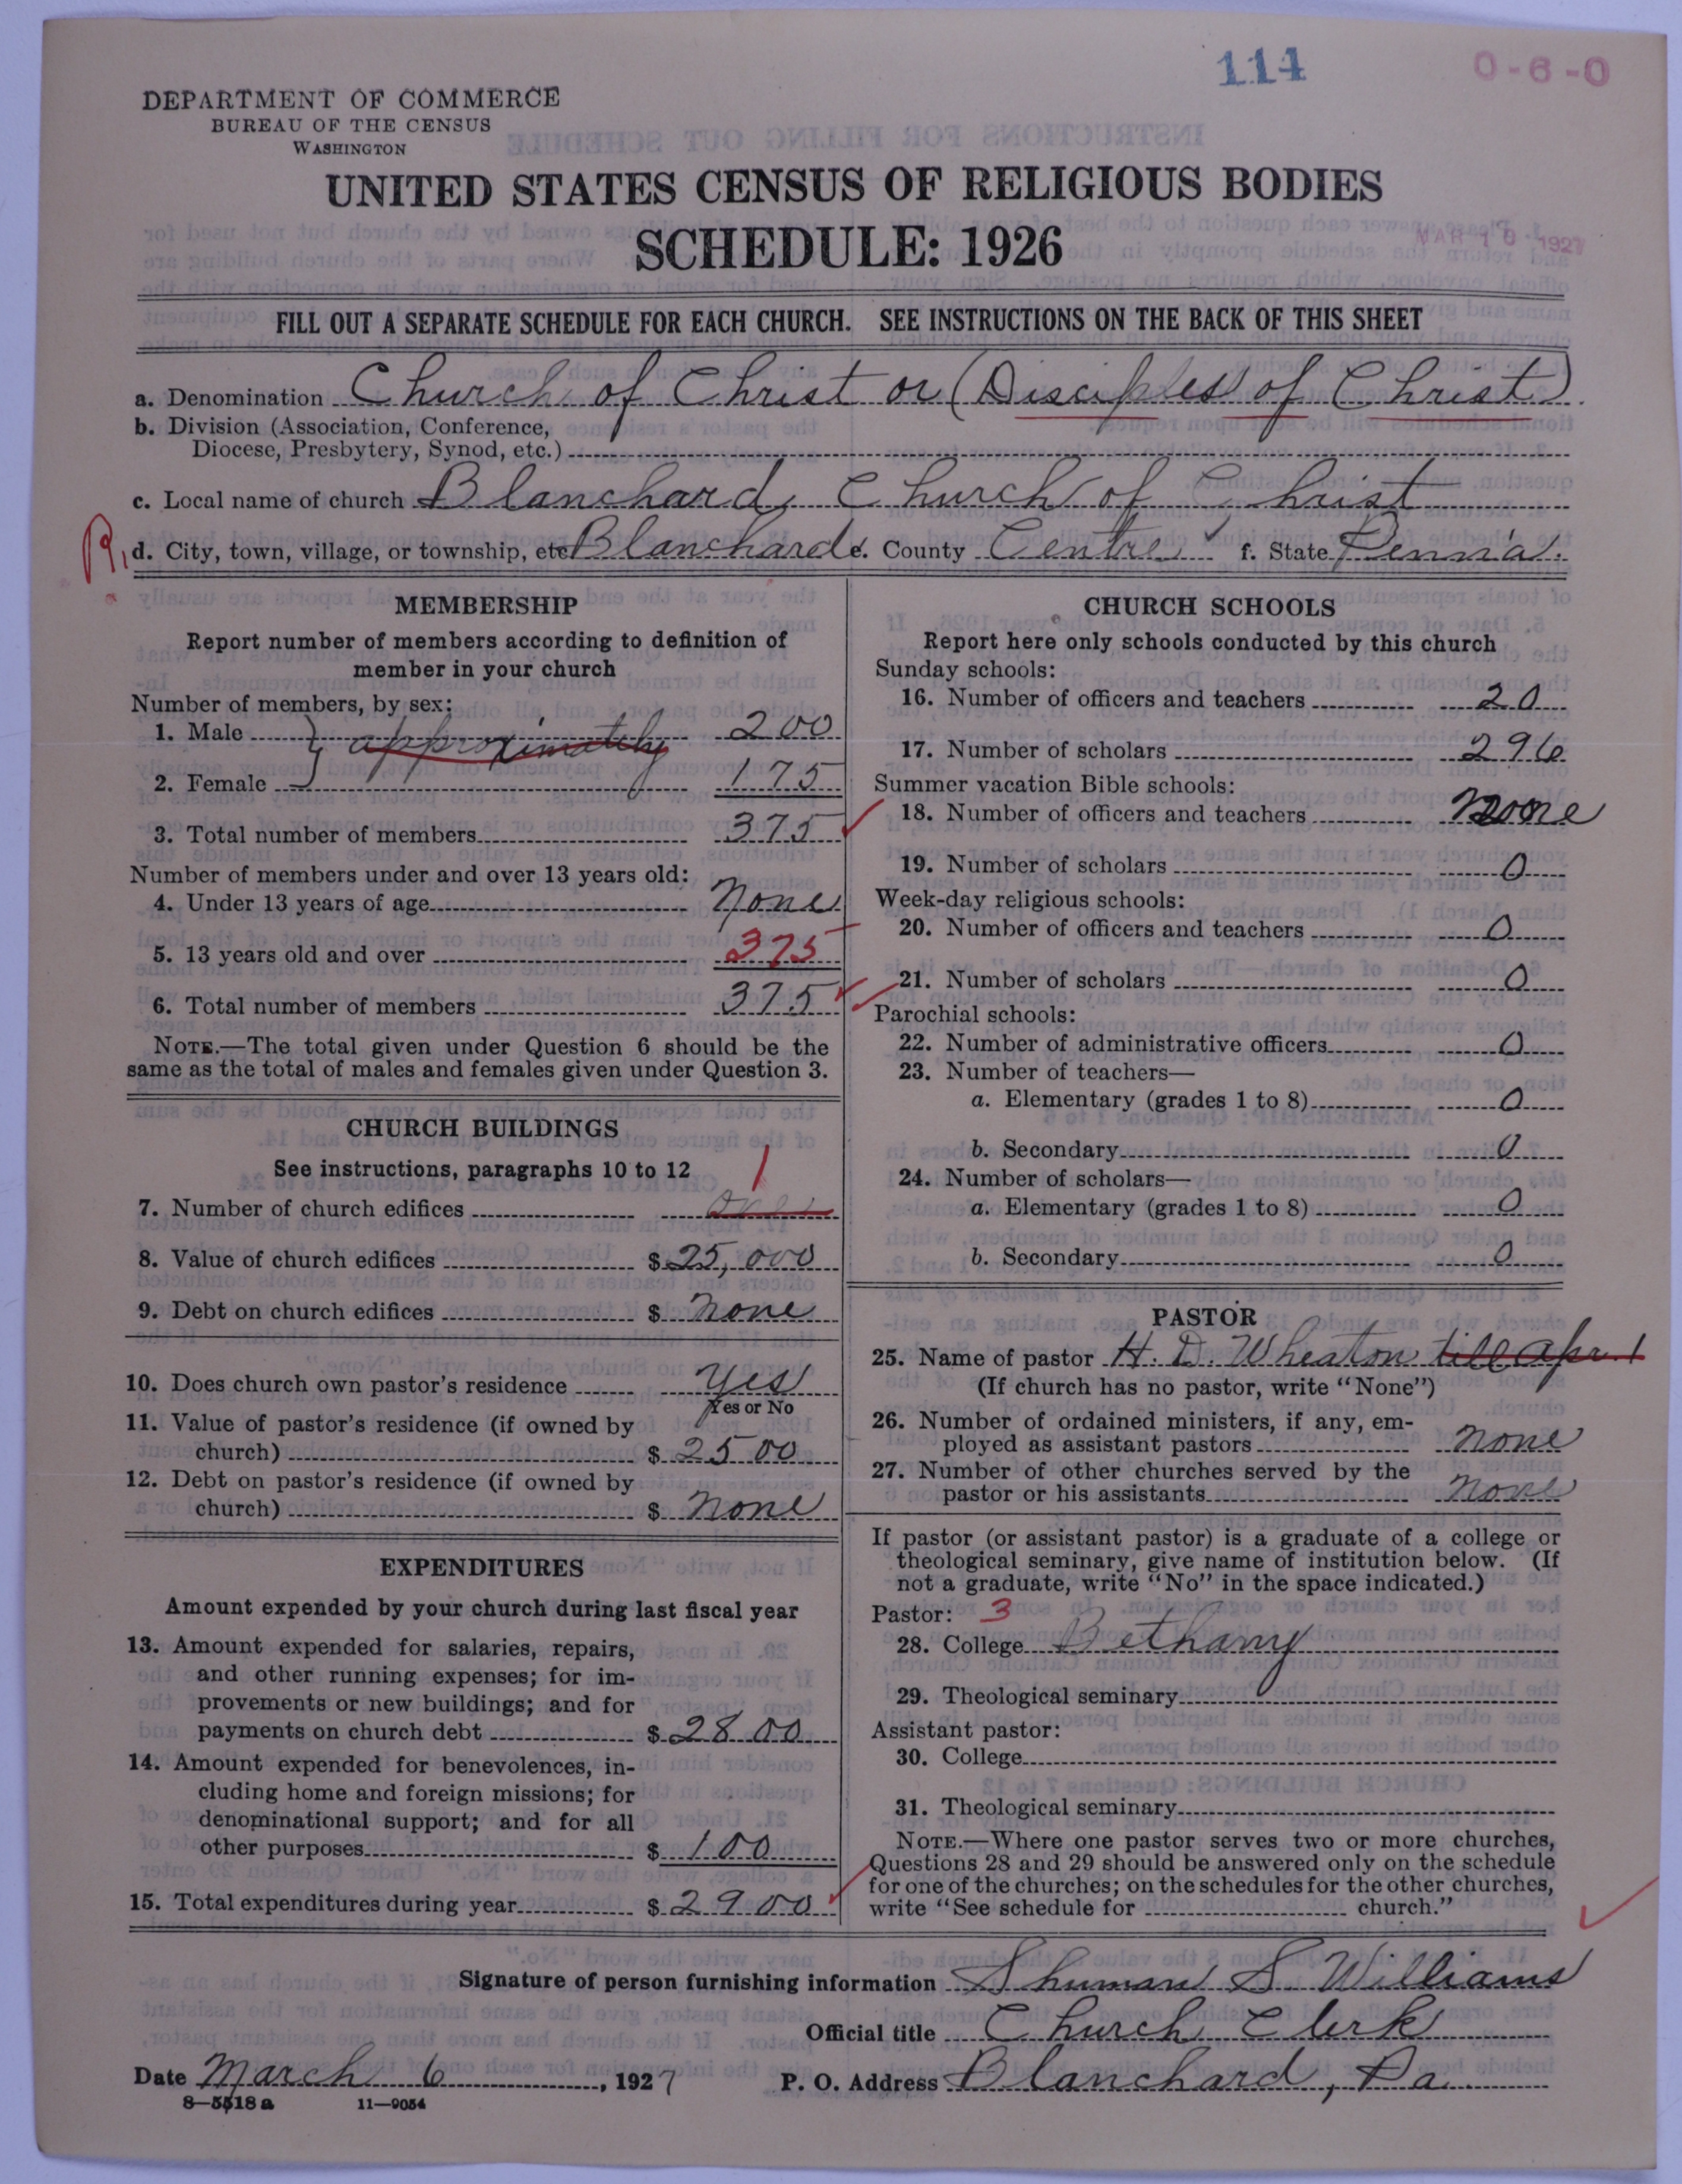 114
0-6-0
DEPARTMENT OF COMMERCE
BUREAU OF THE CENSUS
WASHINGTON
UNITED STATES CENSUS OF RELIGIOUS BODIES
SCHEDULE: 1926
MAR 10 1927
FILL OUT A SEPARATE SCHEDULE FOR EACH CHURCH. SEE INSTRUCTIONS ON THE BACK OF THIS SHEET
a. Denomination Church of Christ or (Disciples of Christ)
b. Division (Association, Conference,
Diocese, Presbytery, Synod, etc.)
c. Local name of church Blanchard, Church of Christ
R, d. City, town, village, or township, etc Blanchard e. County Centre f. State Penn'a.
MEMBERSHIP
Report number of members according to definition of
member in your church
Number of members, by sex:
1. Male } approximately 200
2. Female 175
3. Total number of members 375
Number of members under and over 13 years old:
4. Under 13 years of age None
5. 13 years old and over 375
6. Total number of members 375
NOTE.—The total given under Question 6 should be the
same as the total of males and females given under Question 3.
CHURCH BUILDINGS
See instructions, paragraphs 10 to 12
1
7. Number of church edifices one
8. Value of church edifices $ 25,000
9. Debt on church edifices $ none
10. Does church own pastor's residence yes
Yes or No
11. Value of pastor's residence (if owned by
church) $ 2500
12. Debt on pastor's residence (if owned by
church) $ none
EXPENDITURES
Amount expended by your church during last fiscal year
13. Amount expended for salaries, repairs,
and other running expenses; for im-
provements or new buildings; and for
payments on church debt $ 2800
14. Amount expended for benevolences, in-
cluding home and foreign missions; for
denominational support; and for all
other purposes $ 100
15. Total expenditures during year $ 2900
CHURCH SCHOOLS
Report here only schools conducted by this church
Sunday schools:
16. Number of officers and teachers 20
17. Number of scholars 296
Summer vacation Bible schools:
18. Number of officers and teachers None
19. Number of scholars 0
Week-day religious schools:
20. Number of officers and teachers 0
21. Number of scholars 0
Parochial schools:
22. Number of administrative officers 0
23. Number of teachers—
a. Elementary (grades 1 to 8) 0
b. Secondary 0
24. Number of scholars—
a. Elementary (grades 1 to 8) 0
b. Secondary 0
PASTOR
25. Name of pastor H. D. Wheaton till Apr. 1
(If church has no pastor, write "None")
26. Number of ordained ministers, if any, em-
ployed as assistant pastors none
27. Number of other churches served by the
pastor or his assistants none
If pastor (or assistant pastor) is a graduate of a college or
theological seminary, give name of institution below. (If
not a graduate, write "No" in the space indicated.)
Pastor: 3
28. College Bethany
29. Theological seminary
Assistant pastor:
30. College
31. Theological seminary
NOTE.—Where one pastor serves two or more churches,
Questions 28 and 29 should be answered only on the schedule
for one of the churches; on the schedules for the other churches,
write "See schedule for church."
Signature of person furnishing information Shuman S. Williams
Official title Church Clerk
Date March 6, 1927 P. O. Address Blanchard, Pa.
8—5518 a 11—9054